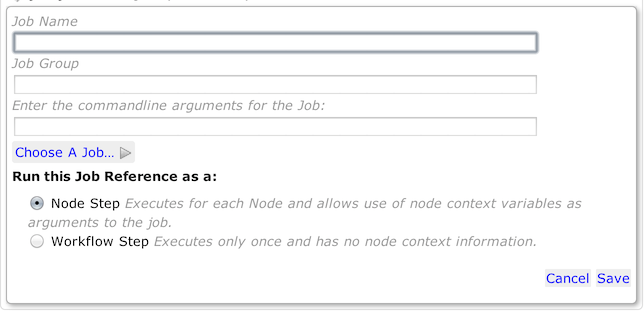 Job Name
Job Group
Enter the commandline arguments for the Job:
Choose A Job...
Run this Job Reference as a:
Node Step Executes for each Node and allows use of node context variables as
arguments to the job.
Workflow Step Executes only once and has no node context information.
Cancel Save